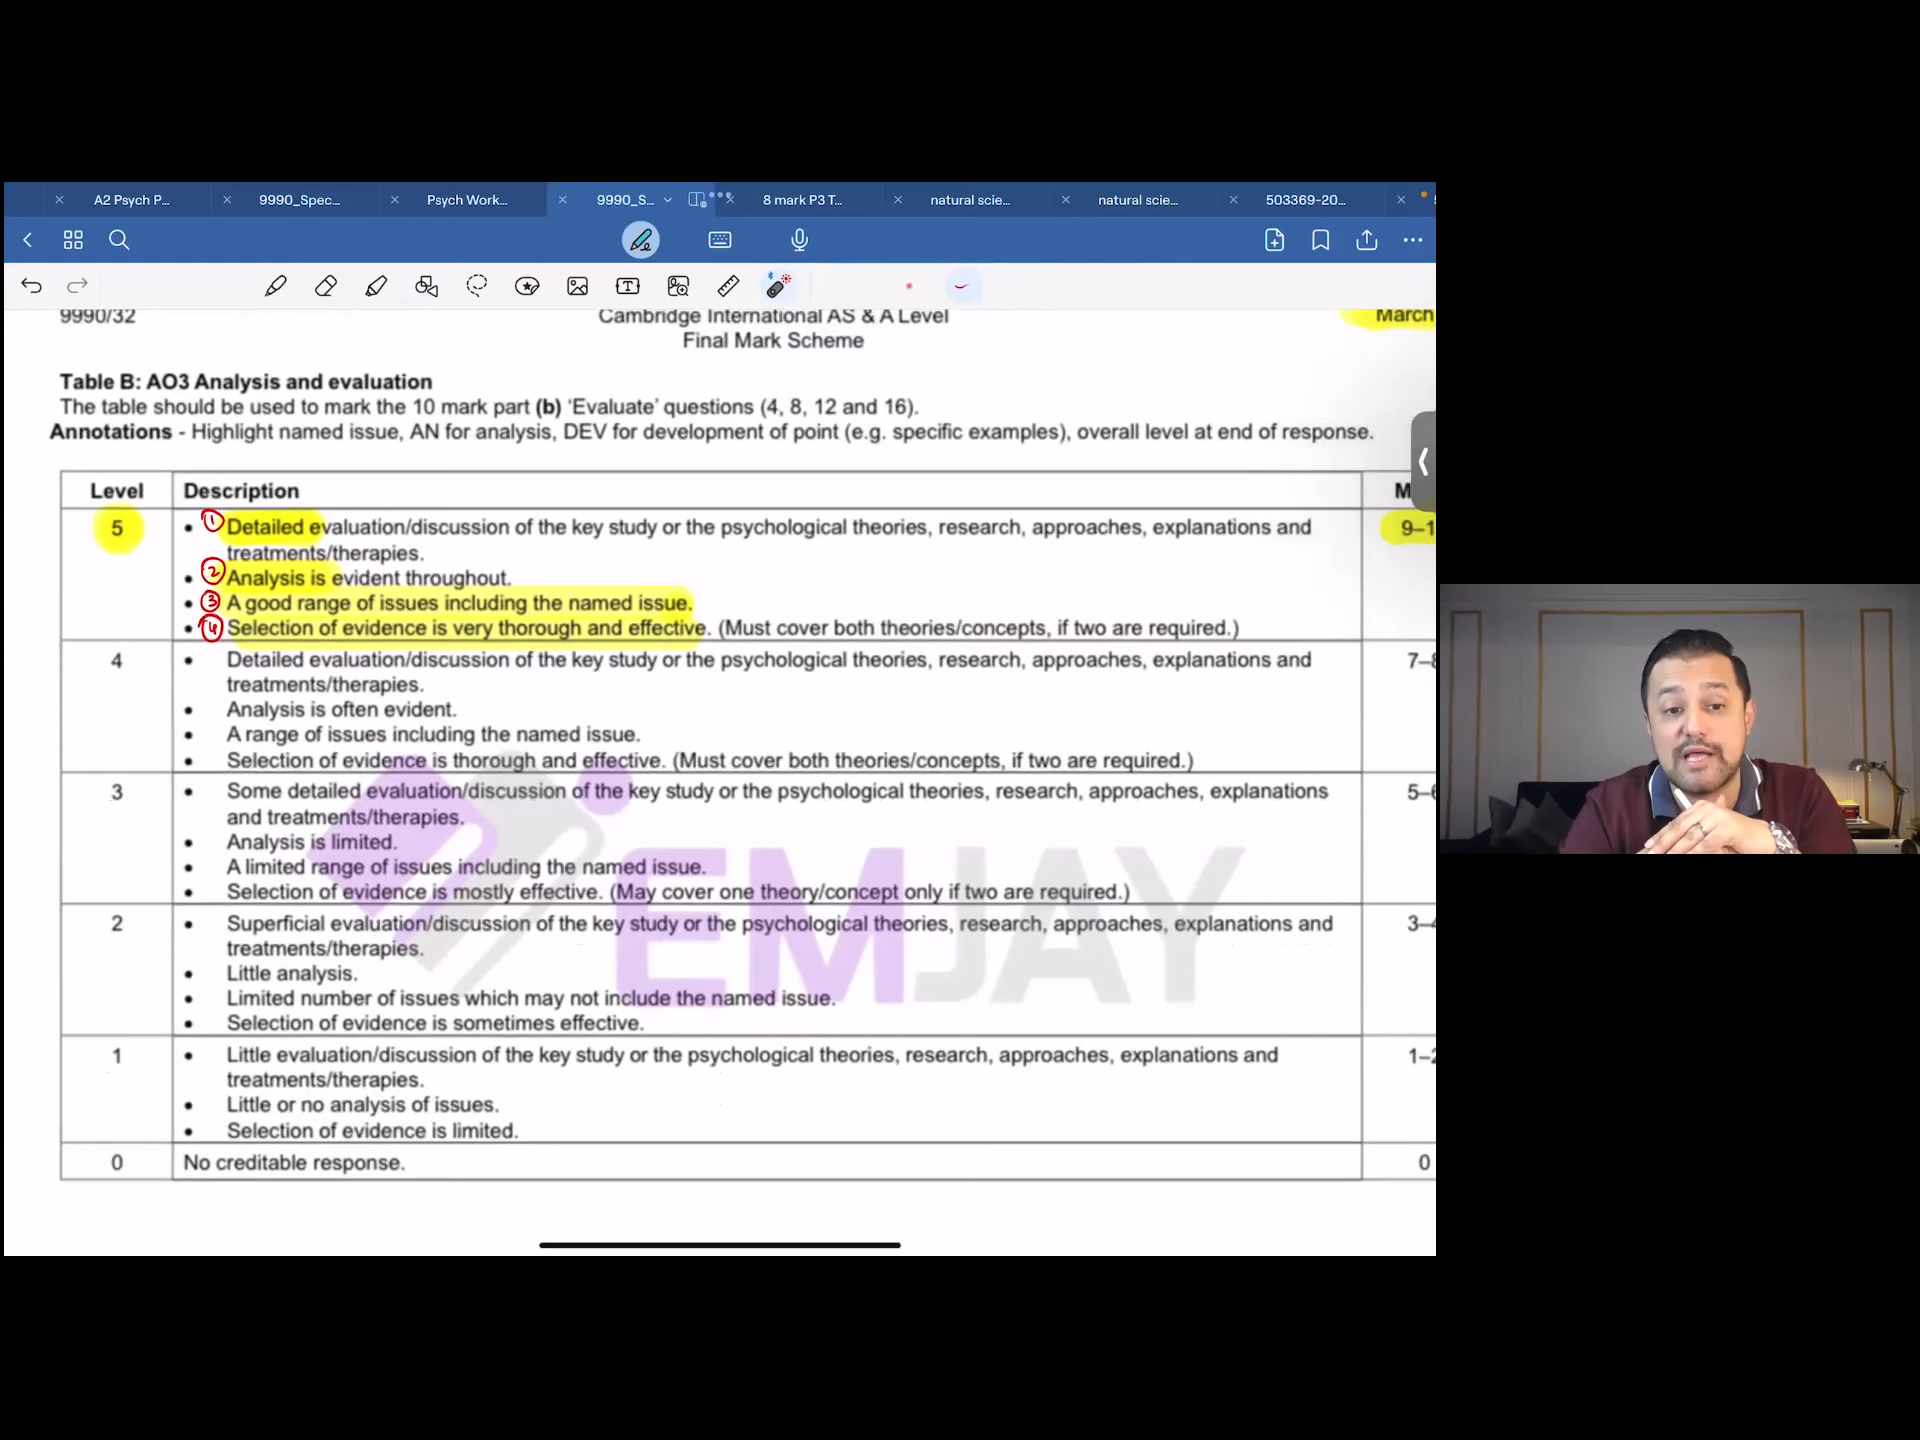 A2 Psych P...
9990_Spec...
Psych Work...
9990_S...
8 mark P3 T...
natural scie...
natural scie...
503369-20...
9990/32
Cambridge International AS & A Level
March
Final Mark Scheme
Table B: AO3 Analysis and evaluation
The table should be used to mark the 10 mark part (b) ‘Evaluate’ questions (4, 8, 12 and 16).
Annotations - Highlight named issue, AN for analysis, DEV for development of point (e.g. specific examples), overall level at end of response.
Level Description M
5 • ① Detailed evaluation/discussion of the key study or the psychological theories, research, approaches, explanations and 9–1
treatments/therapies.
• ② Analysis is evident throughout.
• ③ A good range of issues including the named issue.
• ④ Selection of evidence is very thorough and effective. (Must cover both theories/concepts, if two are required.)
4 • Detailed evaluation/discussion of the key study or the psychological theories, research, approaches, explanations and 7–8
treatments/therapies.
• Analysis is often evident.
• A range of issues including the named issue.
• Selection of evidence is thorough and effective. (Must cover both theories/concepts, if two are required.)
3 • Some detailed evaluation/discussion of the key study or the psychological theories, research, approaches, explanations 5–6
and treatments/therapies.
• Analysis is limited.
• A limited range of issues including the named issue.
• Selection of evidence is mostly effective. (May cover one theory/concept only if two are required.)
2 • Superficial evaluation/discussion of the key study or the psychological theories, research, approaches, explanations and 3–4
treatments/therapies.
• Little analysis.
• Limited number of issues which may not include the named issue.
• Selection of evidence is sometimes effective.
1 • Little evaluation/discussion of the key study or the psychological theories, research, approaches, explanations and 1–2
treatments/therapies.
• Little or no analysis of issues.
• Selection of evidence is limited.
0 No creditable response. 0
EMJAY